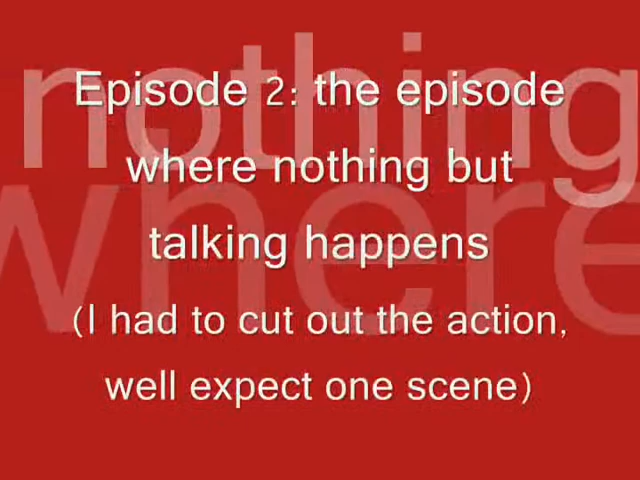 nothing
where
Episode 2: the episode
where nothing but
talking happens
(I had to cut out the action,
well expect one scene)